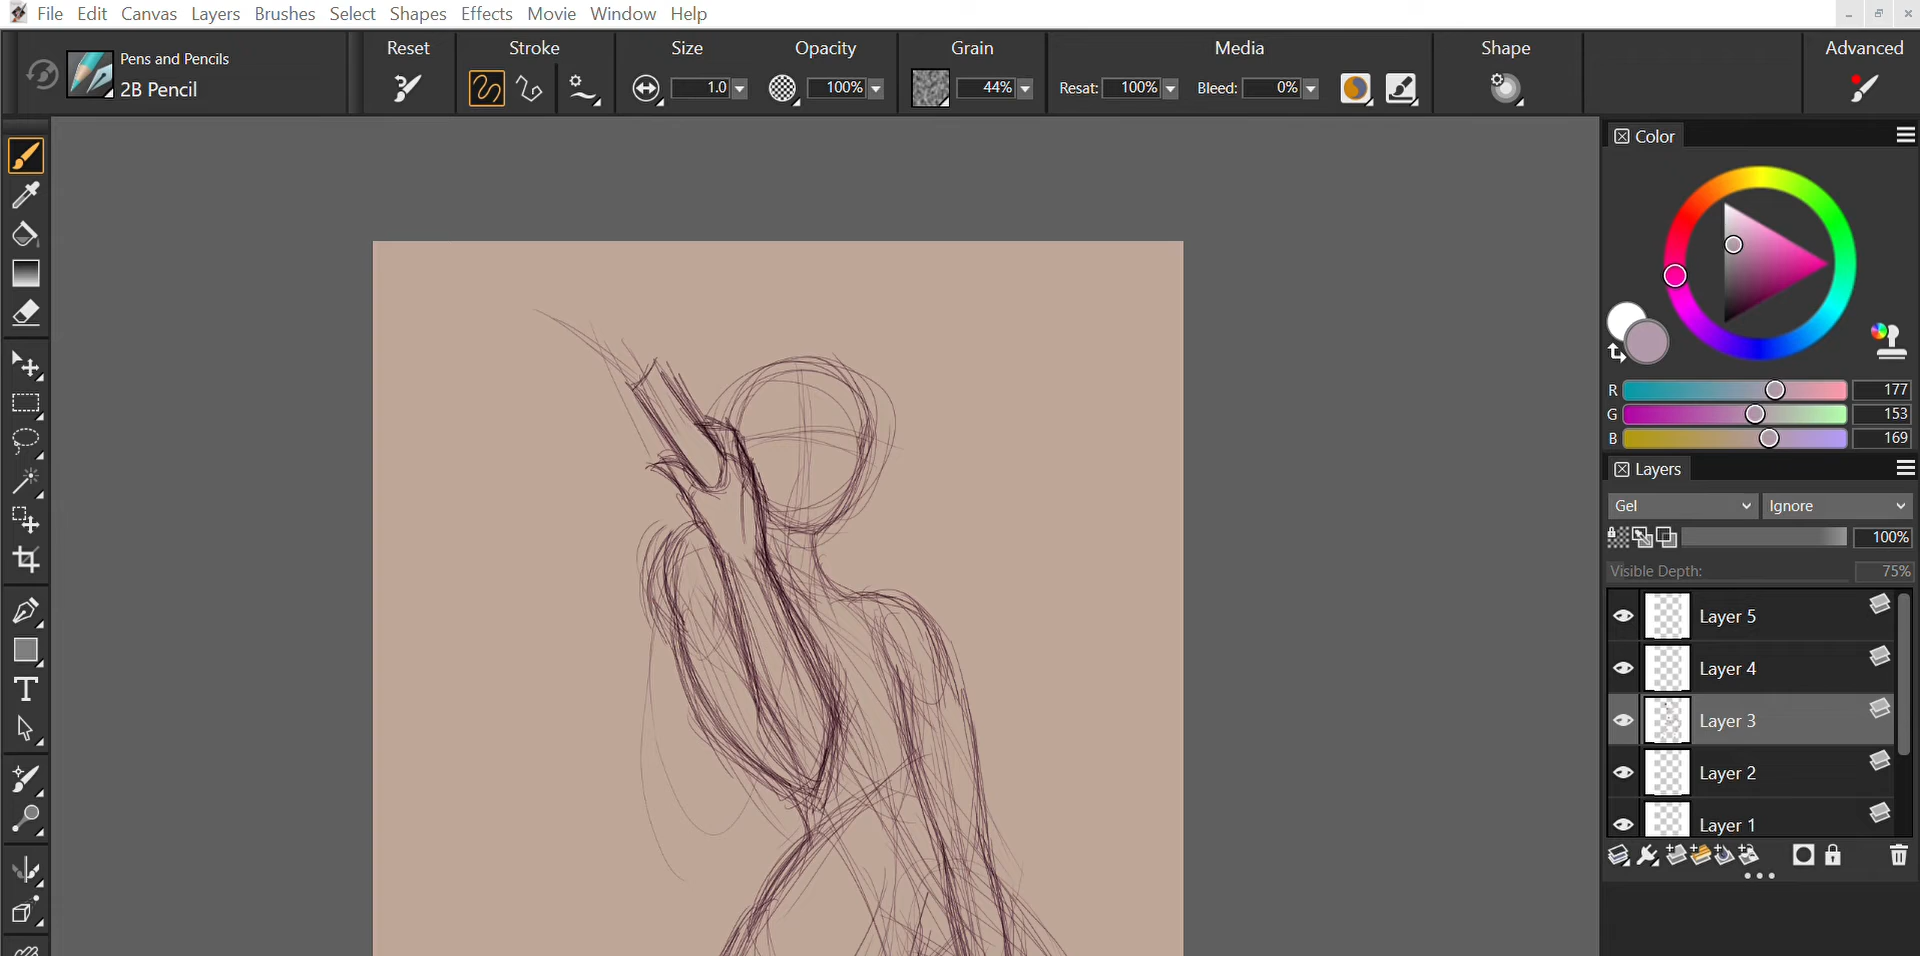 File Edit Canvas Layers Brushes Select Shapes Effects Movie Window Help
Pens and Pencils
2B Pencil
Reset Stroke Size Opacity Grain Media Shape Advanced
1.0 100% 44% Resat: 100% Bleed: 0%
Color
R 177
G 153
B 169
Layers
Gel Ignore
100%
Visible Depth: 75%
Layer 5
Layer 4
Layer 3
Layer 2
Layer 1
T